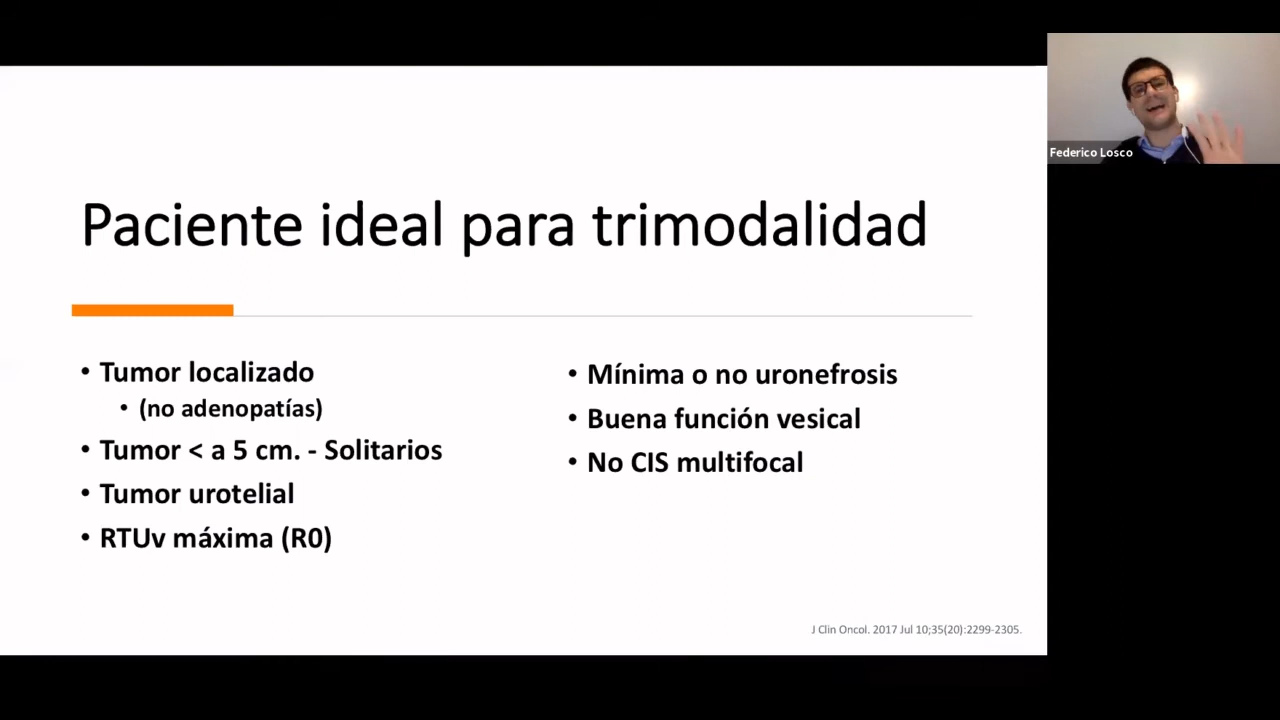 Paciente ideal para trimodalidad
• Tumor localizado
• (no adenopatías)
• Tumor < a 5 cm. - Solitarios
• Tumor urotelial
• RTUv máxima (R0)
• Mínima o no uronefrosis
• Buena función vesical
• No CIS multifocal
J Clin Oncol. 2017 Jul 10;35(20):2299-2305.
Federico Losco